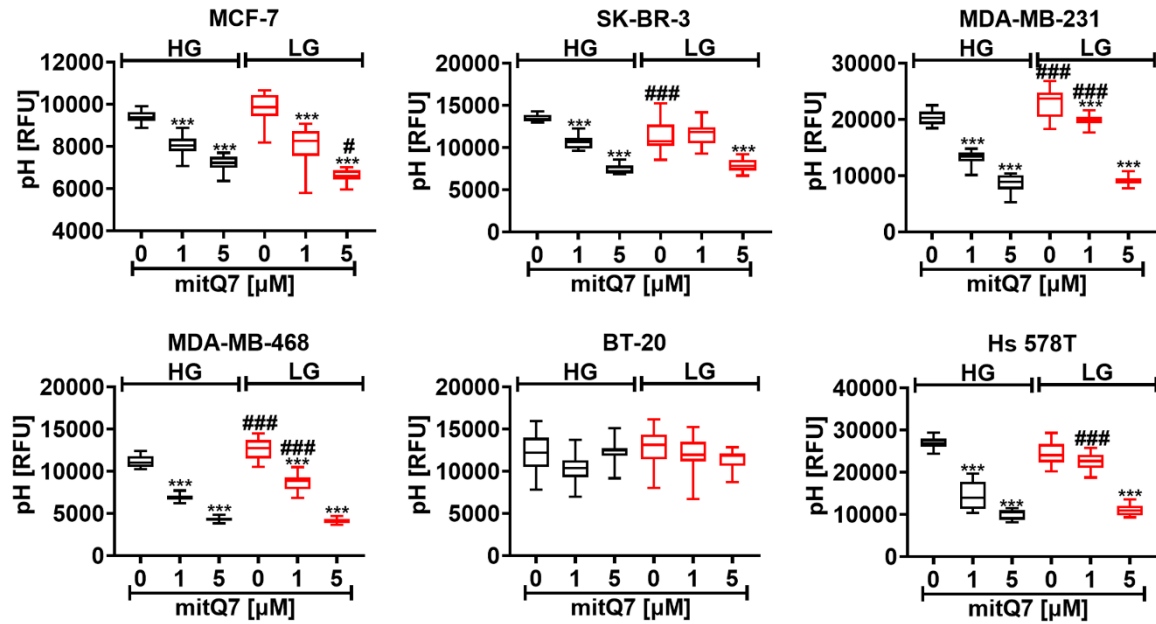 MCF-7
HG LG
12000
10000
8000
6000
4000
pH [RFU]
***
***
***
#
***
0 1 5 0 1 5
mitQ7 [µM]
SK-BR-3
HG LG
20000
15000
10000
5000
0
pH [RFU]
***
***
###
***
0 1 5 0 1 5
mitQ7 [µM]
MDA-MB-231
HG LG
30000
20000
10000
0
pH [RFU]
***
***
###
###
***
***
0 1 5 0 1 5
mitQ7 [µM]
MDA-MB-468
HG LG
20000
15000
10000
5000
0
pH [RFU]
***
***
###
###
***
***
0 1 5 0 1 5
mitQ7 [µM]
BT-20
HG LG
20000
15000
10000
5000
0
pH [RFU]
0 1 5 0 1 5
mitQ7 [µM]
Hs 578T
HG LG
40000
30000
20000
10000
0
pH [RFU]
***
***
###
***
0 1 5 0 1 5
mitQ7 [µM]